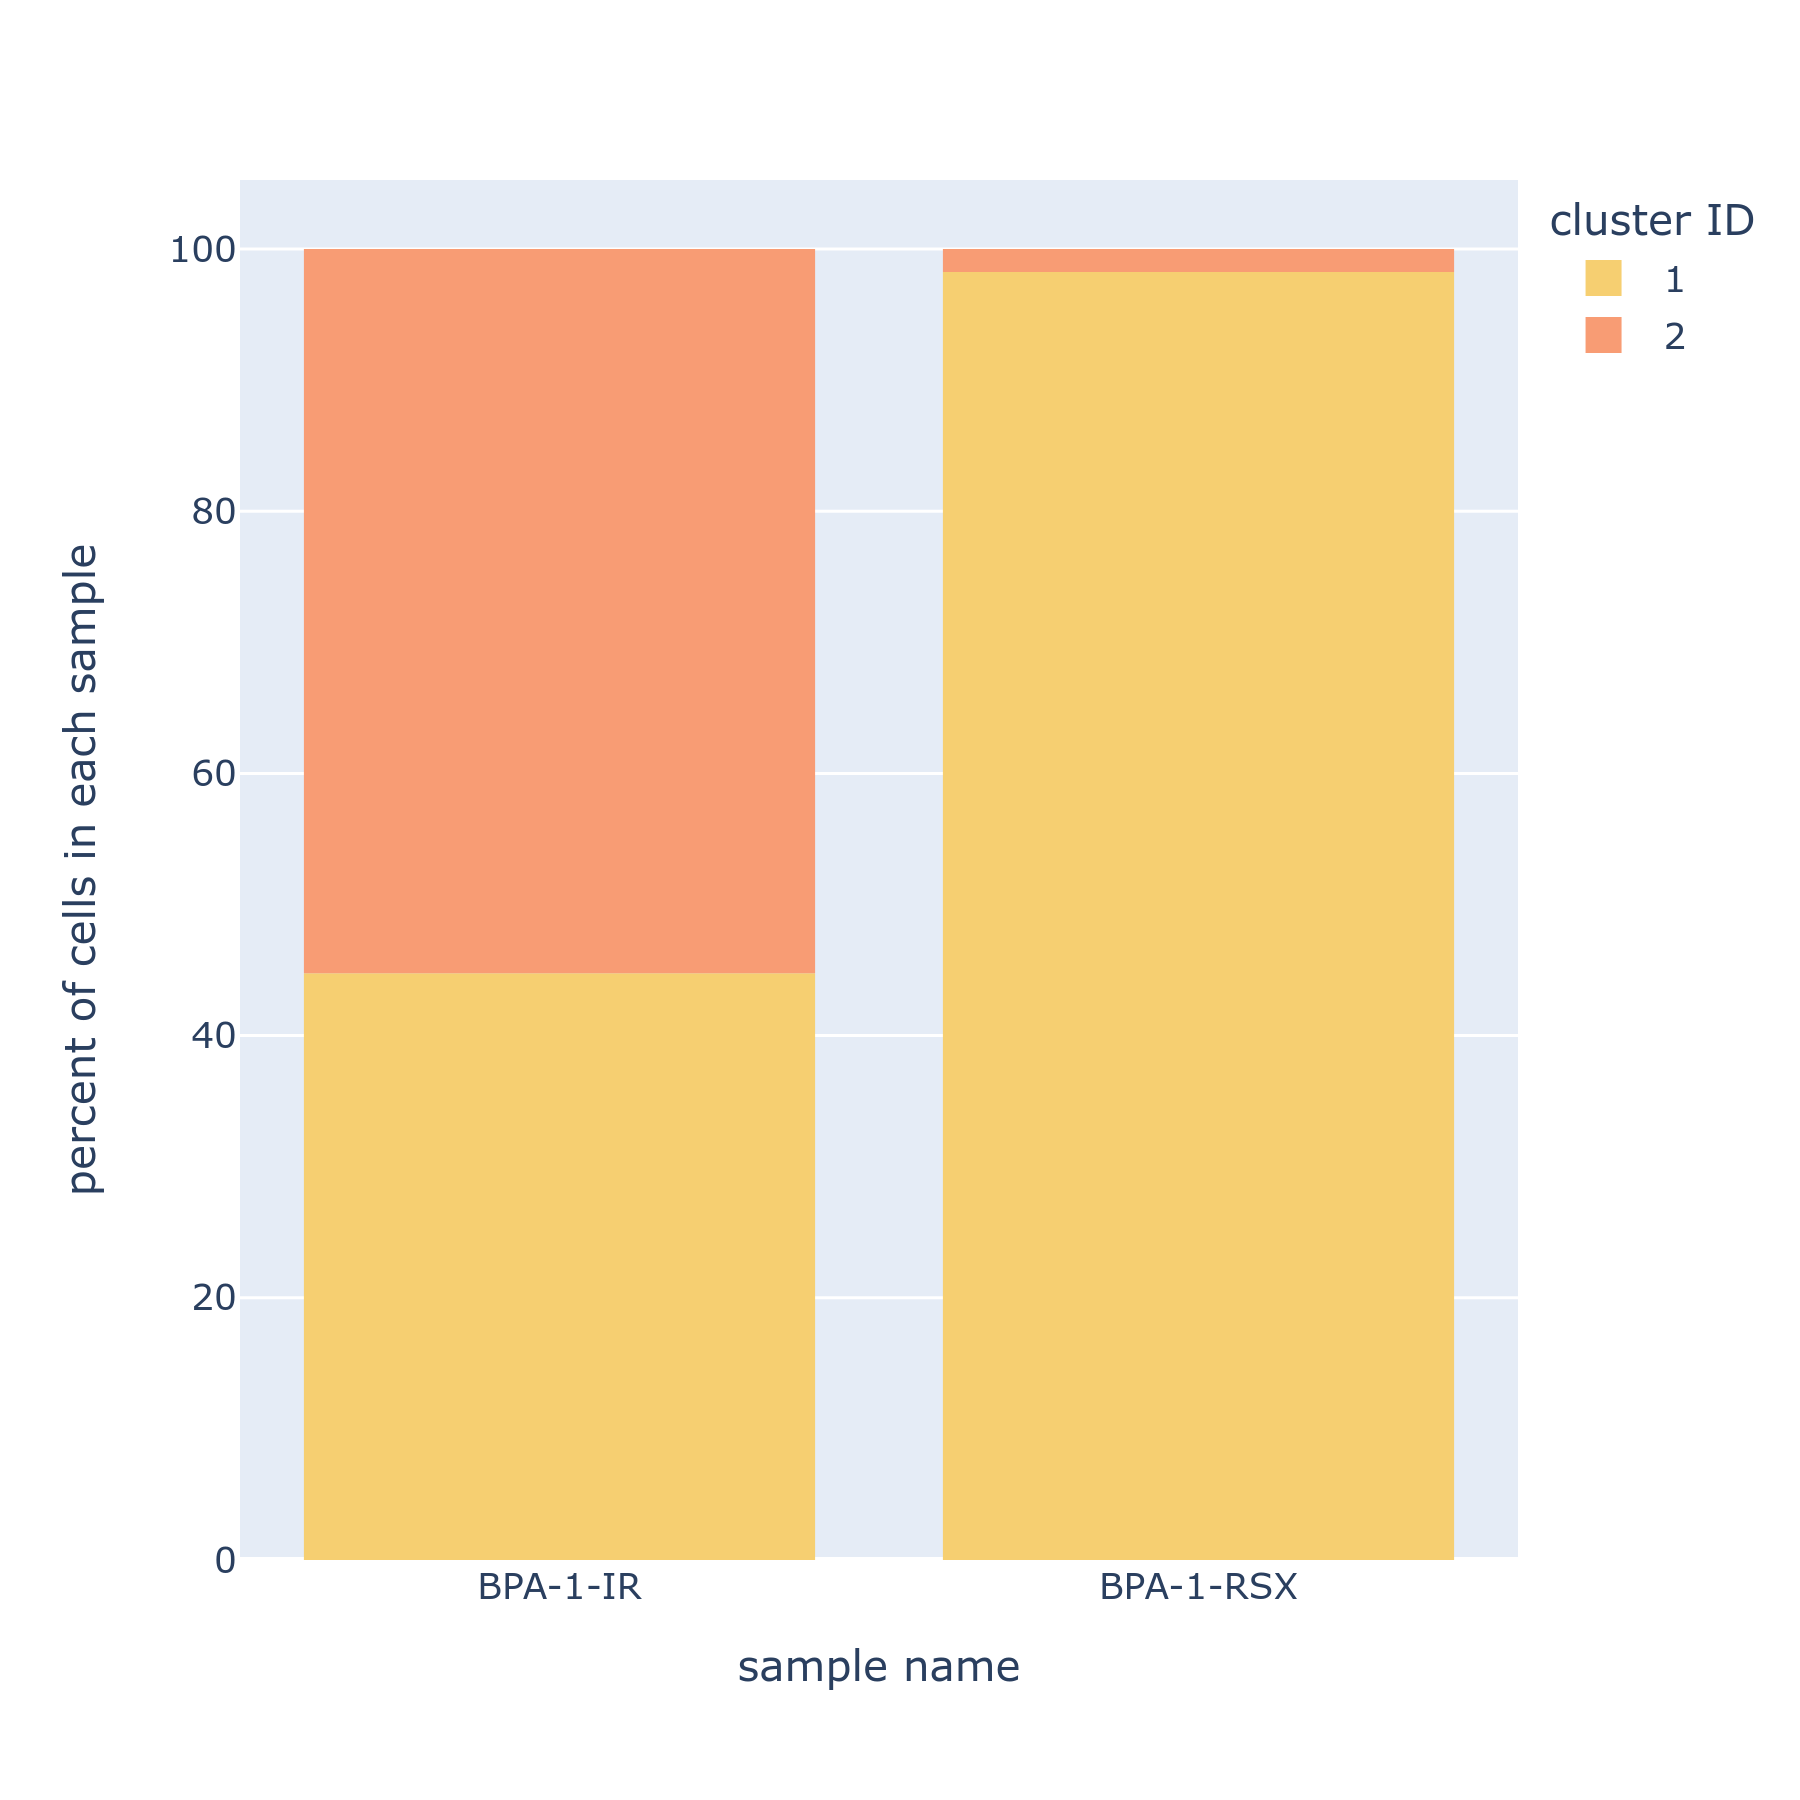 cluster ID
1
2
100
80
60
40
20
0
percent of cells in each sample
BPA-1-IR
BPA-1-RSX
sample name